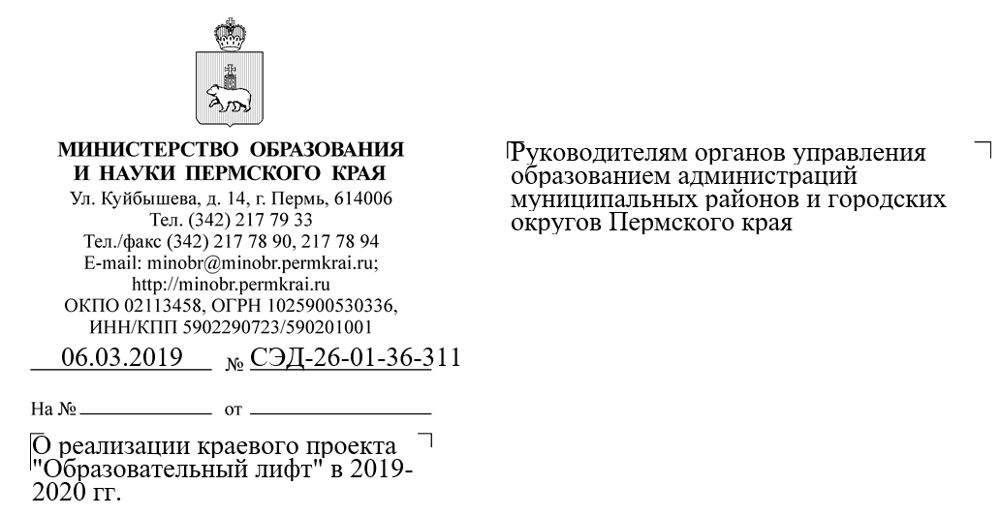 МИНИСТЕРСТВО ОБРАЗОВАНИЯ
И НАУКИ ПЕРМСКОГО КРАЯ
Ул. Куйбышева, д. 14, г. Пермь, 614006
Тел. (342) 217 79 33
Тел./факс (342) 217 78 90, 217 78 94
E-mail: minobr@minobr.permkrai.ru;
http://minobr.permkrai.ru
ОКПО 02113458, ОГРН 1025900530336,
ИНН/КПП 5902290723/590201001
06.03.2019 № СЭД-26-01-36-311
На № от
О реализации краевого проекта
"Образовательный лифт" в 2019-
2020 гг.
Руководителям органов управления
образованием администраций
муниципальных районов и городских
округов Пермского края